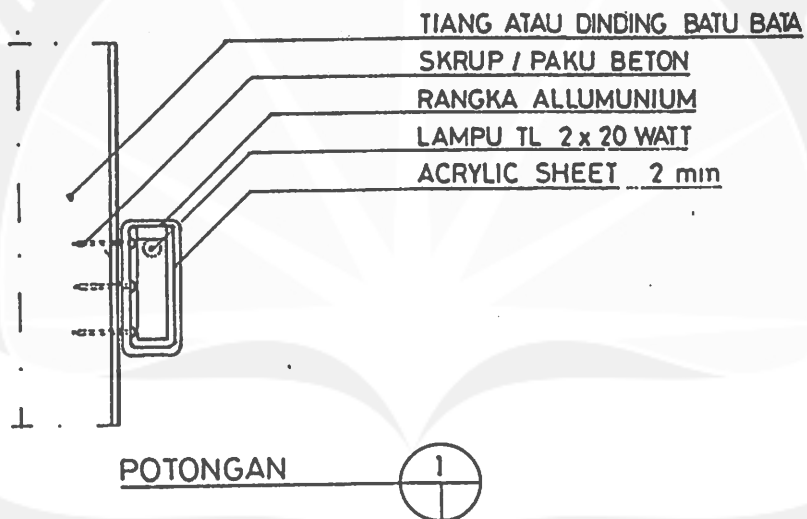 TIANG ATAU DINDING BATU BATA
SKRUP / PAKU BETON
RANGKA ALLUMUNIUM
LAMPU TL 2 x 20 WATT
ACRYLIC SHEET 2 min
POTONGAN
1